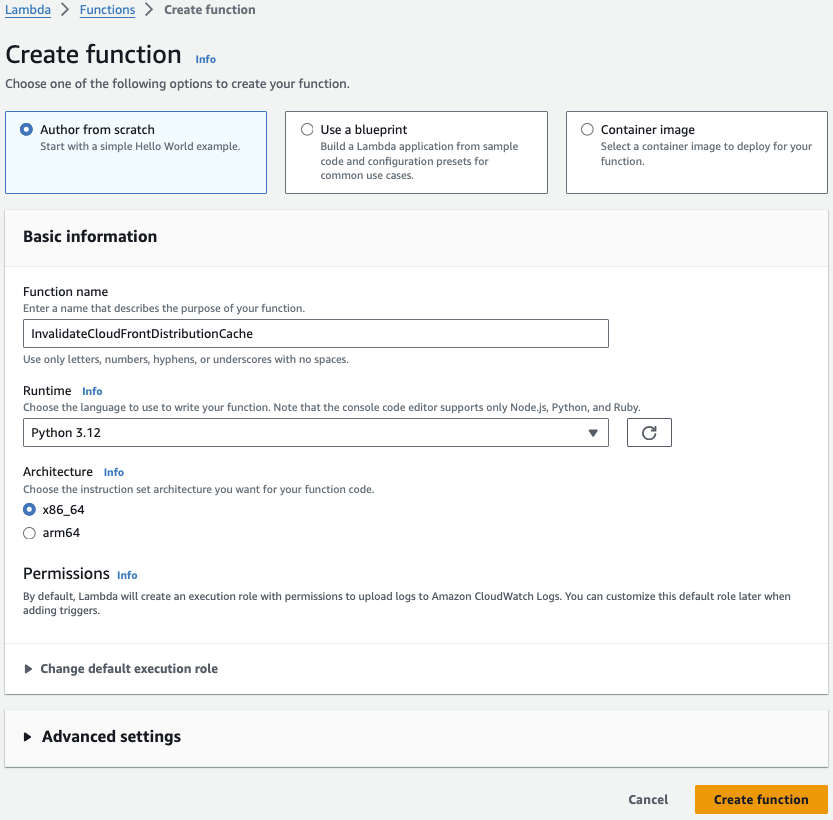 Lambda > Functions > Create function
Create function Info
Choose one of the following options to create your function.
Author from scratch
Start with a simple Hello World example.
Use a blueprint
Build a Lambda application from sample
code and configuration presets for
common use cases.
Container image
Select a container image to deploy for your
function.
Basic information
Function name
Enter a name that describes the purpose of your function.
InvalidateCloudFrontDistributionCache
Use only letters, numbers, hyphens, or underscores with no spaces.
Runtime Info
Choose the language to use to write your function. Note that the console code editor supports only Node.js, Python, and Ruby.
Python 3.12
Architecture Info
Choose the instruction set architecture you want for your function code.
x86_64
arm64
Permissions Info
By default, Lambda will create an execution role with permissions to upload logs to Amazon CloudWatch Logs. You can customize this default role later when
adding triggers.
Change default execution role
Advanced settings
Cancel
Create function